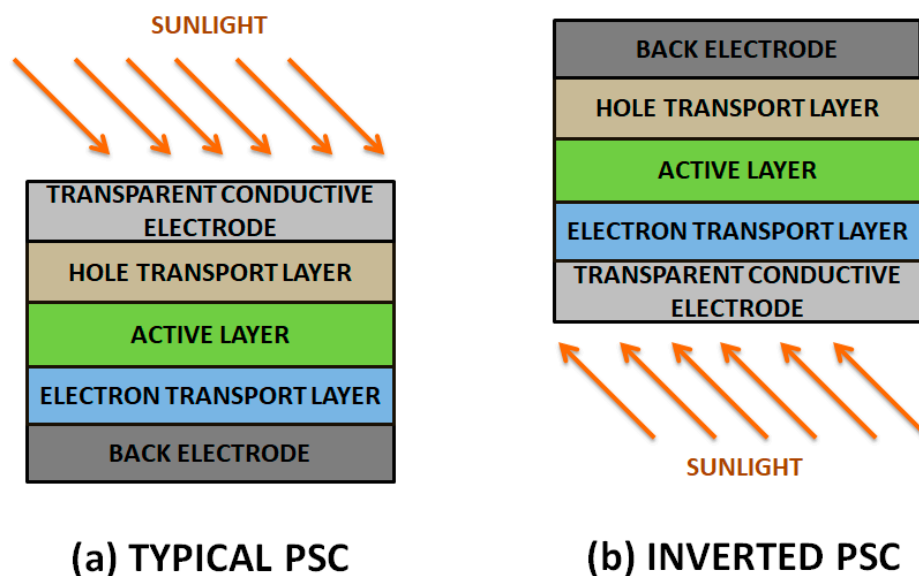 SUNLIGHT
TRANSPARENT CONDUCTIVE
ELECTRODE
HOLE TRANSPORT LAYER
ACTIVE LAYER
ELECTRON TRANSPORT LAYER
BACK ELECTRODE
(a) TYPICAL PSC
BACK ELECTRODE
HOLE TRANSPORT LAYER
ACTIVE LAYER
ELECTRON TRANSPORT LAYER
TRANSPARENT CONDUCTIVE
ELECTRODE
SUNLIGHT
(b) INVERTED PSC